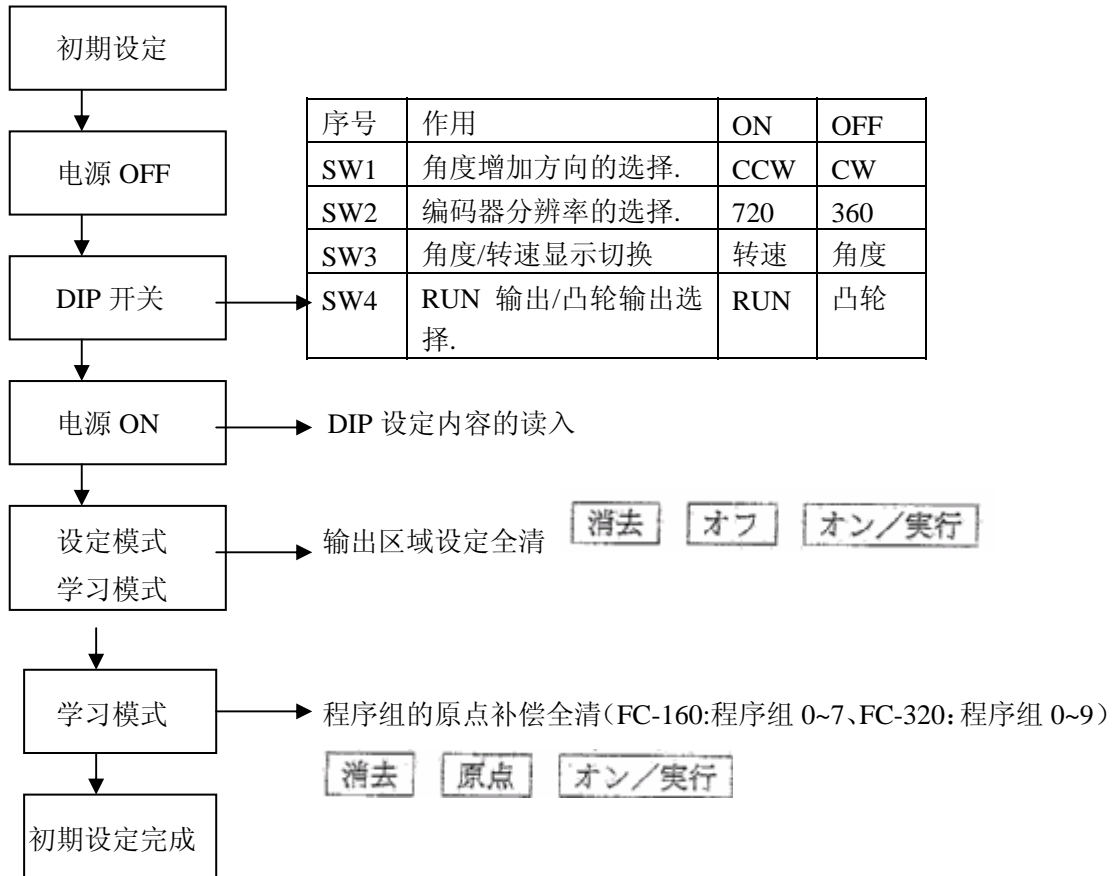 初期设定
电源 OFF
序号 作用 ON OFF
SW1 角度增加方向的选择. CCW CW
SW2 编码器分辨率的选择. 720 360
SW3 角度/转速显示切换 转速 角度
SW4 RUN 输出/凸轮输出选 RUN 凸轮
择.
DIP 开关
电源 ON
DIP 设定内容的读入
设定模式
学习模式
输出区域设定全清 消去 オフ オン／実行
学习模式
程序组的原点补偿全清（FC-160:程序组 0~7、FC-320：程序组 0~9）
消去 原点 オン／実行
初期设定完成